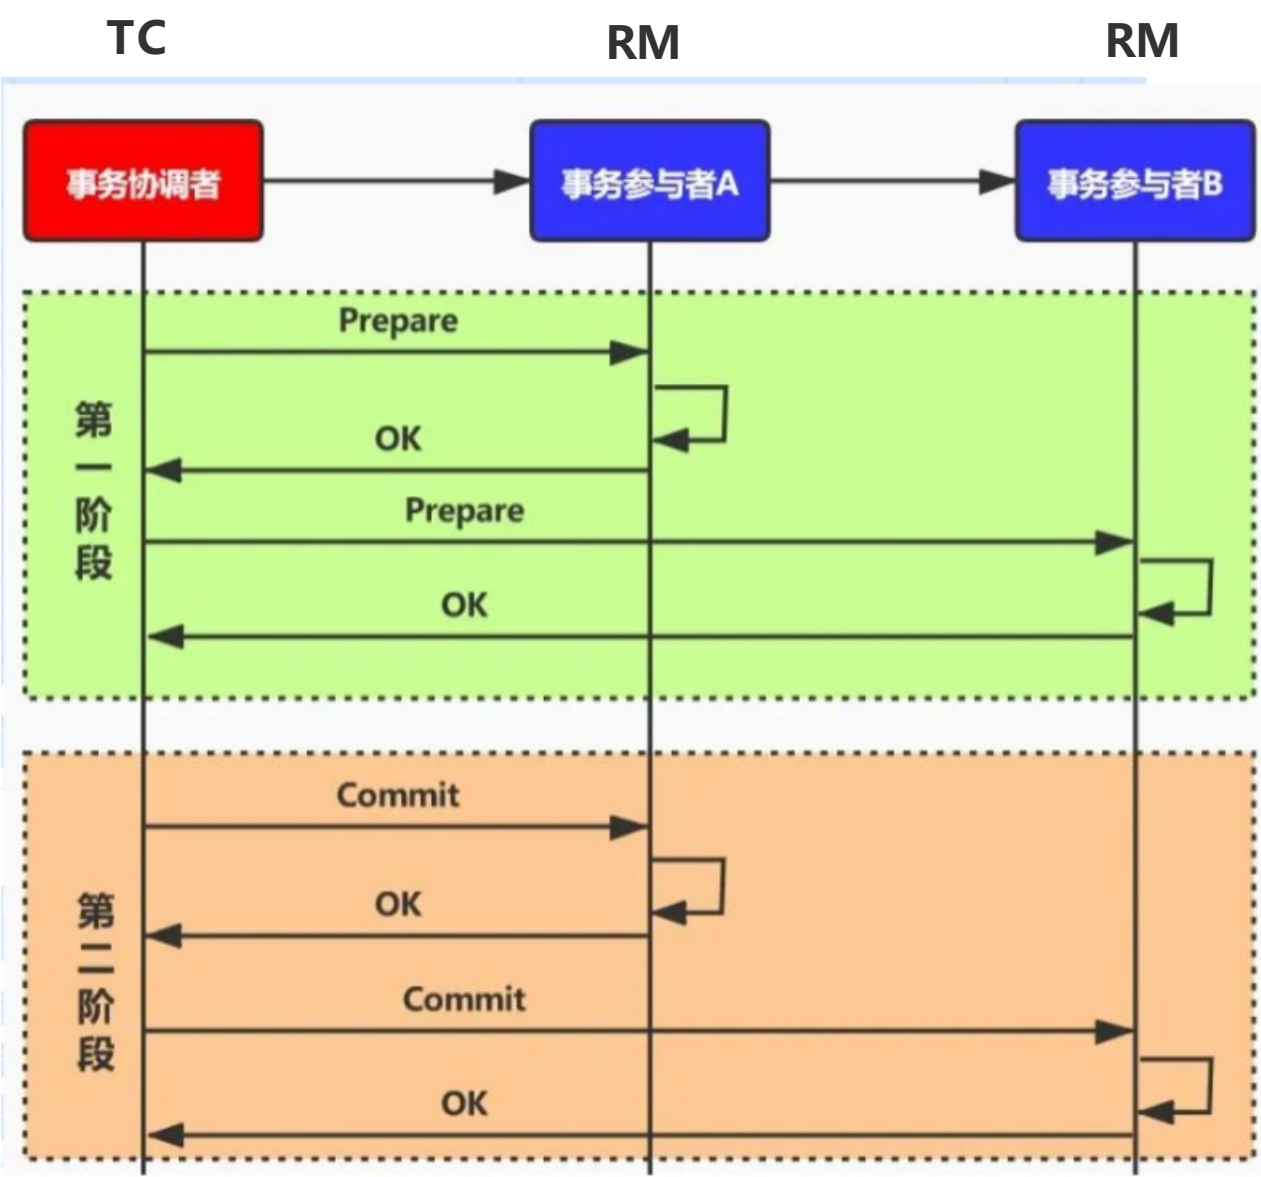 TC
RM
RM
事务协调者
事务参与者A
事务参与者B
第一阶段
Prepare
OK
Prepare
OK
第二阶段
Commit
OK
Commit
OK